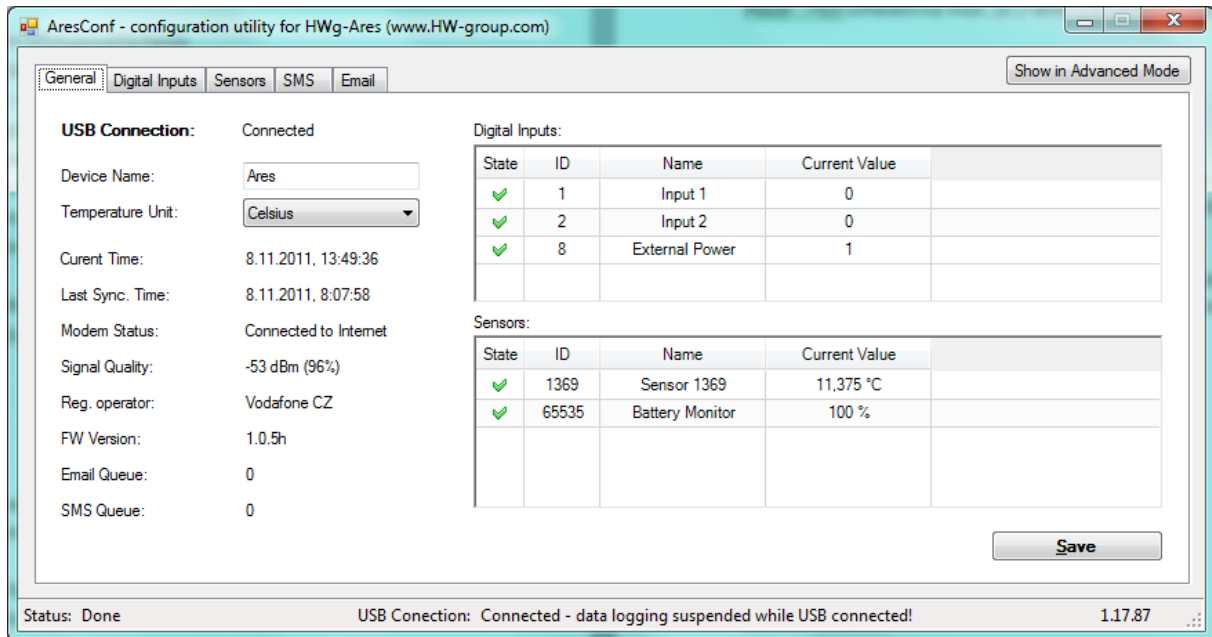 AresConf - configuration utility for HWg-Ares (www.HW-group.com)
Show in Advanced Mode
General Digital Inputs Sensors SMS Email
USB Connection: Connected
Device Name: Ares
Temperature Unit: Celsius
Curent Time: 8.11.2011, 13:49:36
Last Sync. Time: 8.11.2011, 8:07:58
Modem Status: Connected to Internet
Signal Quality: -53 dBm (96%)
Reg. operator: Vodafone CZ
FW Version: 1.0.5h
Email Queue: 0
SMS Queue: 0
Digital Inputs:
State ID Name Current Value
1 Input 1 0
2 Input 2 0
8 External Power 1
Sensors:
State ID Name Current Value
1369 Sensor 1369 11,375 °C
65535 Battery Monitor 100 %
Save
Status: Done USB Conection: Connected - data logging suspended while USB connected! 1.17.87